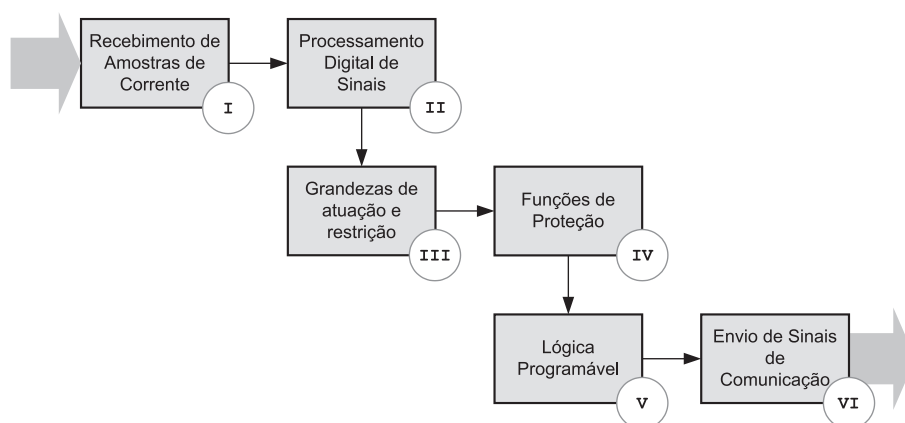 Recebimento de
Amostras de
Corrente
I
Processamento
Digital de
Sinais
II
Grandezas de
atuação e
restrição
III
Funções de
Proteção
IV
Lógica
Programável
V
Envio de Sinais
de
Comunicação
VI